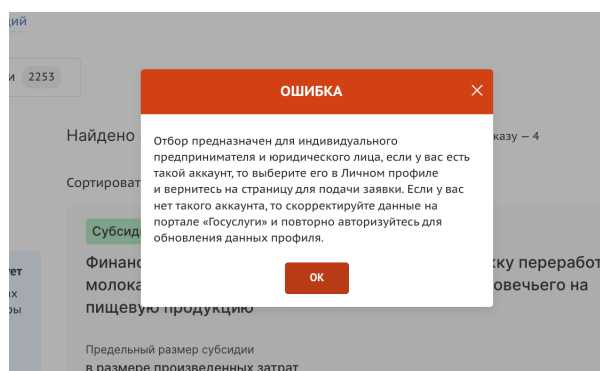 ций
и 2253
ОШИБКА
Найдено
казу — 4
Отбор предназначен для индивидуального
предпринимателя и юридического лица, если у вас есть
такой аккаунт, то выберите его в Личном профиле
и вернитесь на страницу для подачи заявки. Если у вас
нет такого аккаунта, то скорректируйте данные на
портале «Госуслуги» и повторно авторизуйтесь для
обновления данных профиля.
ОК
Сортироват
Субсид
ет
ах
ры
Финанс
ку переработ
молока
овечьего на
пищевую продукцию
Предельный размер субсидии
в размере произведенных затрат